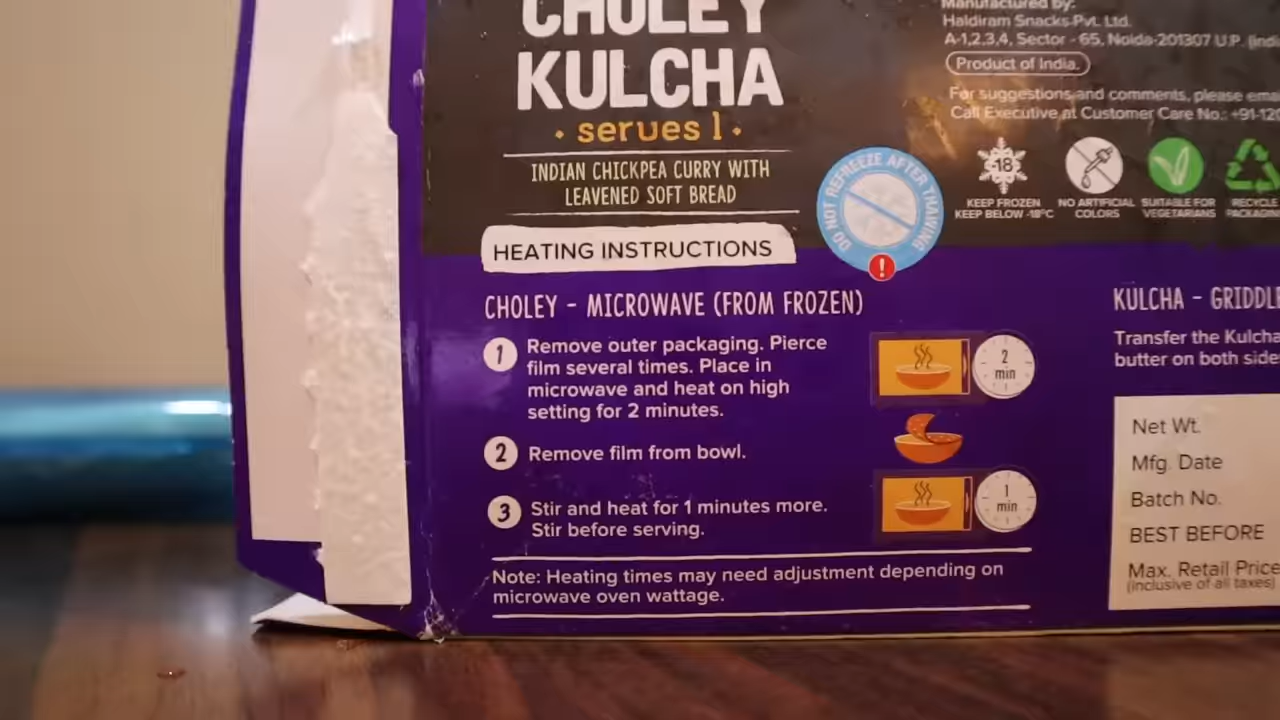 CHOLEY
KULCHA
• serves 1 •
INDIAN CHICKPEA CURRY WITH
LEAVENED SOFT BREAD
Manufactured by:
Haldiram Snacks Pvt. Ltd.
A-1,2,3,4, Sector - 65, Noida-201307 U.P.
Product of India.
For suggestions and comments, please
Call Executive at Customer Care No.: +91-120
DO NOT REFREEZE AFTER THAWING
!
-18
KEEP FROZEN
KEEP BELOW -18°C
NO ARTIFICIAL
COLORS
SUITABLE FOR
VEGETARIANS
RECYCLE
PACKAGING
HEATING INSTRUCTIONS
CHOLEY - MICROWAVE (FROM FROZEN)
1 Remove outer packaging. Pierce
film several times. Place in
microwave and heat on high
setting for 2 minutes.
2
min
2 Remove film from bowl.
3 Stir and heat for 1 minutes more.
Stir before serving.
1
min
Note: Heating times may need adjustment depending on
microwave oven wattage.
KULCHA - GRIDDLE
Transfer the Kulcha
butter on both side
Net Wt.
Mfg. Date
Batch No.
BEST BEFORE
Max. Retail Price
(inclusive of all taxes)